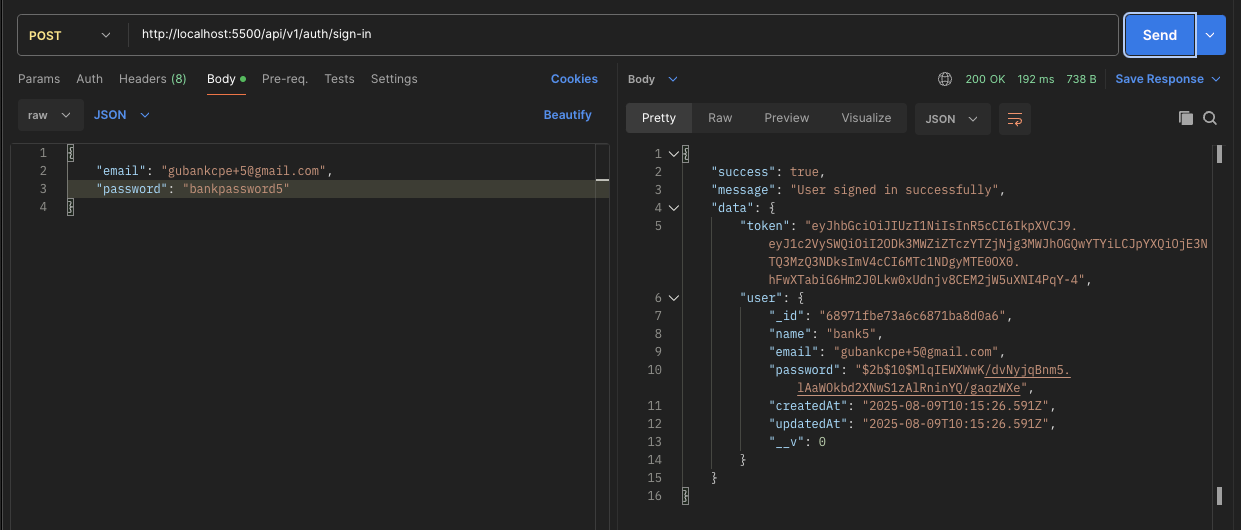 POST http://localhost:5500/api/v1/auth/sign-in Send
Params Auth Headers (8) Body Pre-req. Tests Settings Cookies
raw JSON Beautify
1 {
2 "email": "gubankcpe+5@gmail.com",
3 "password": "bankpassword5"
4 }
Body 200 OK 192 ms 738 B Save Response
Pretty Raw Preview Visualize JSON
1 {
2 "success": true,
3 "message": "User signed in successfully",
4 "data": {
5 "token": "eyJhbGciOiJIUzI1NiIsInR5cCI6IkpXVCJ9.
eyJ1c2VySWQiOiI2ODk3MWZiZTczYTZjNjg3MWJhOGQwYTYiLCJpYXQiOjE3N
TQ3MzQ3NDksImV4cCI6MTc1NDgyMTE0OX0.
hFwXTabiG6Hm2J0Lkw0xUdnjv8CEM2jW5uXNI4PqY-4",
6 "user": {
7 "_id": "68971fbe73a6c6871ba8d0a6",
8 "name": "bank5",
9 "email": "gubankcpe+5@gmail.com",
10 "password": "$2b$10$MlqIEWXWwK/dvNyjqBnm5.
lAaWOkbd2XNwS1zAlRninYQ/gaqzWXe",
11 "createdAt": "2025-08-09T10:15:26.591Z",
12 "updatedAt": "2025-08-09T10:15:26.591Z",
13 "__v": 0
14 }
15 }
16 }